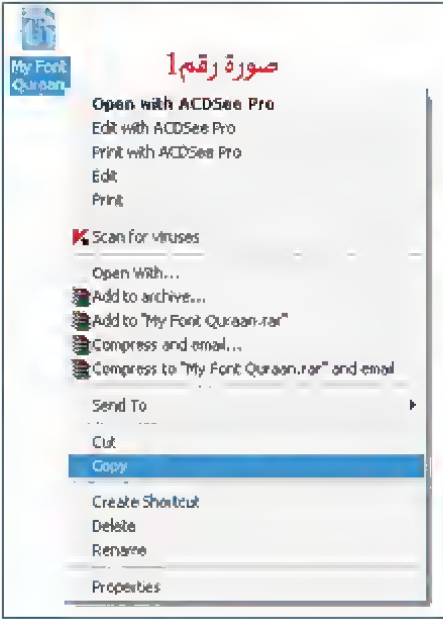 My Font
Quraan
صورة رقم1
Open with ACDSee Pro
Edit with ACDSee Pro
Print with ACDSee Pro
Edit
Print
Scan for viruses
Open With...
Add to archive...
Add to "My Font Quraan.rar"
Compress and email...
Compress to "My Font Quraan.rar" and email
Send To
Cut
Copy
Create Shortcut
Delete
Rename
Properties